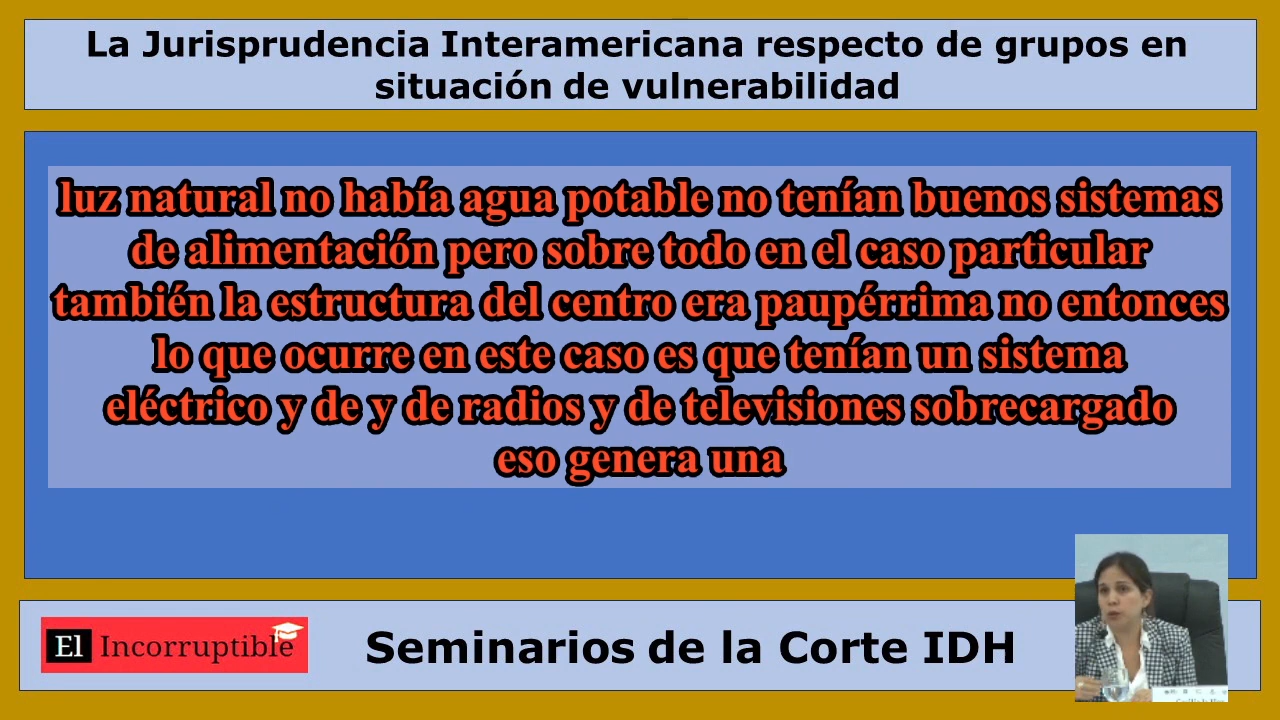 La Jurisprudencia Interamericana respecto de grupos en
situación de vulnerabilidad
luz natural no había agua potable no tenían buenos sistemas
de alimentación pero sobre todo en el caso particular
también la estructura del centro era paupérrima no entonces
lo que ocurre en este caso es que tenían un sistema
eléctrico y de y de radios y de televisiones sobrecargado
eso genera una
El Incorruptible
Seminarios de la Corte IDH